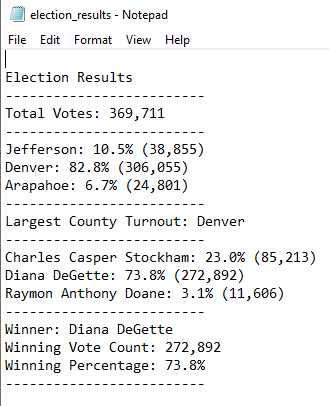 election_results - Notepad
File Edit Format View Help
Election Results
-------------------------
Total Votes: 369,711
-------------------------
Jefferson: 10.5% (38,855)
Denver: 82.8% (306,055)
Arapahoe: 6.7% (24,801)
-------------------------
Largest County Turnout: Denver
-------------------------
Charles Casper Stockham: 23.0% (85,213)
Diana DeGette: 73.8% (272,892)
Raymon Anthony Doane: 3.1% (11,606)
-------------------------
Winner: Diana DeGette
Winning Vote Count: 272,892
Winning Percentage: 73.8%
-------------------------